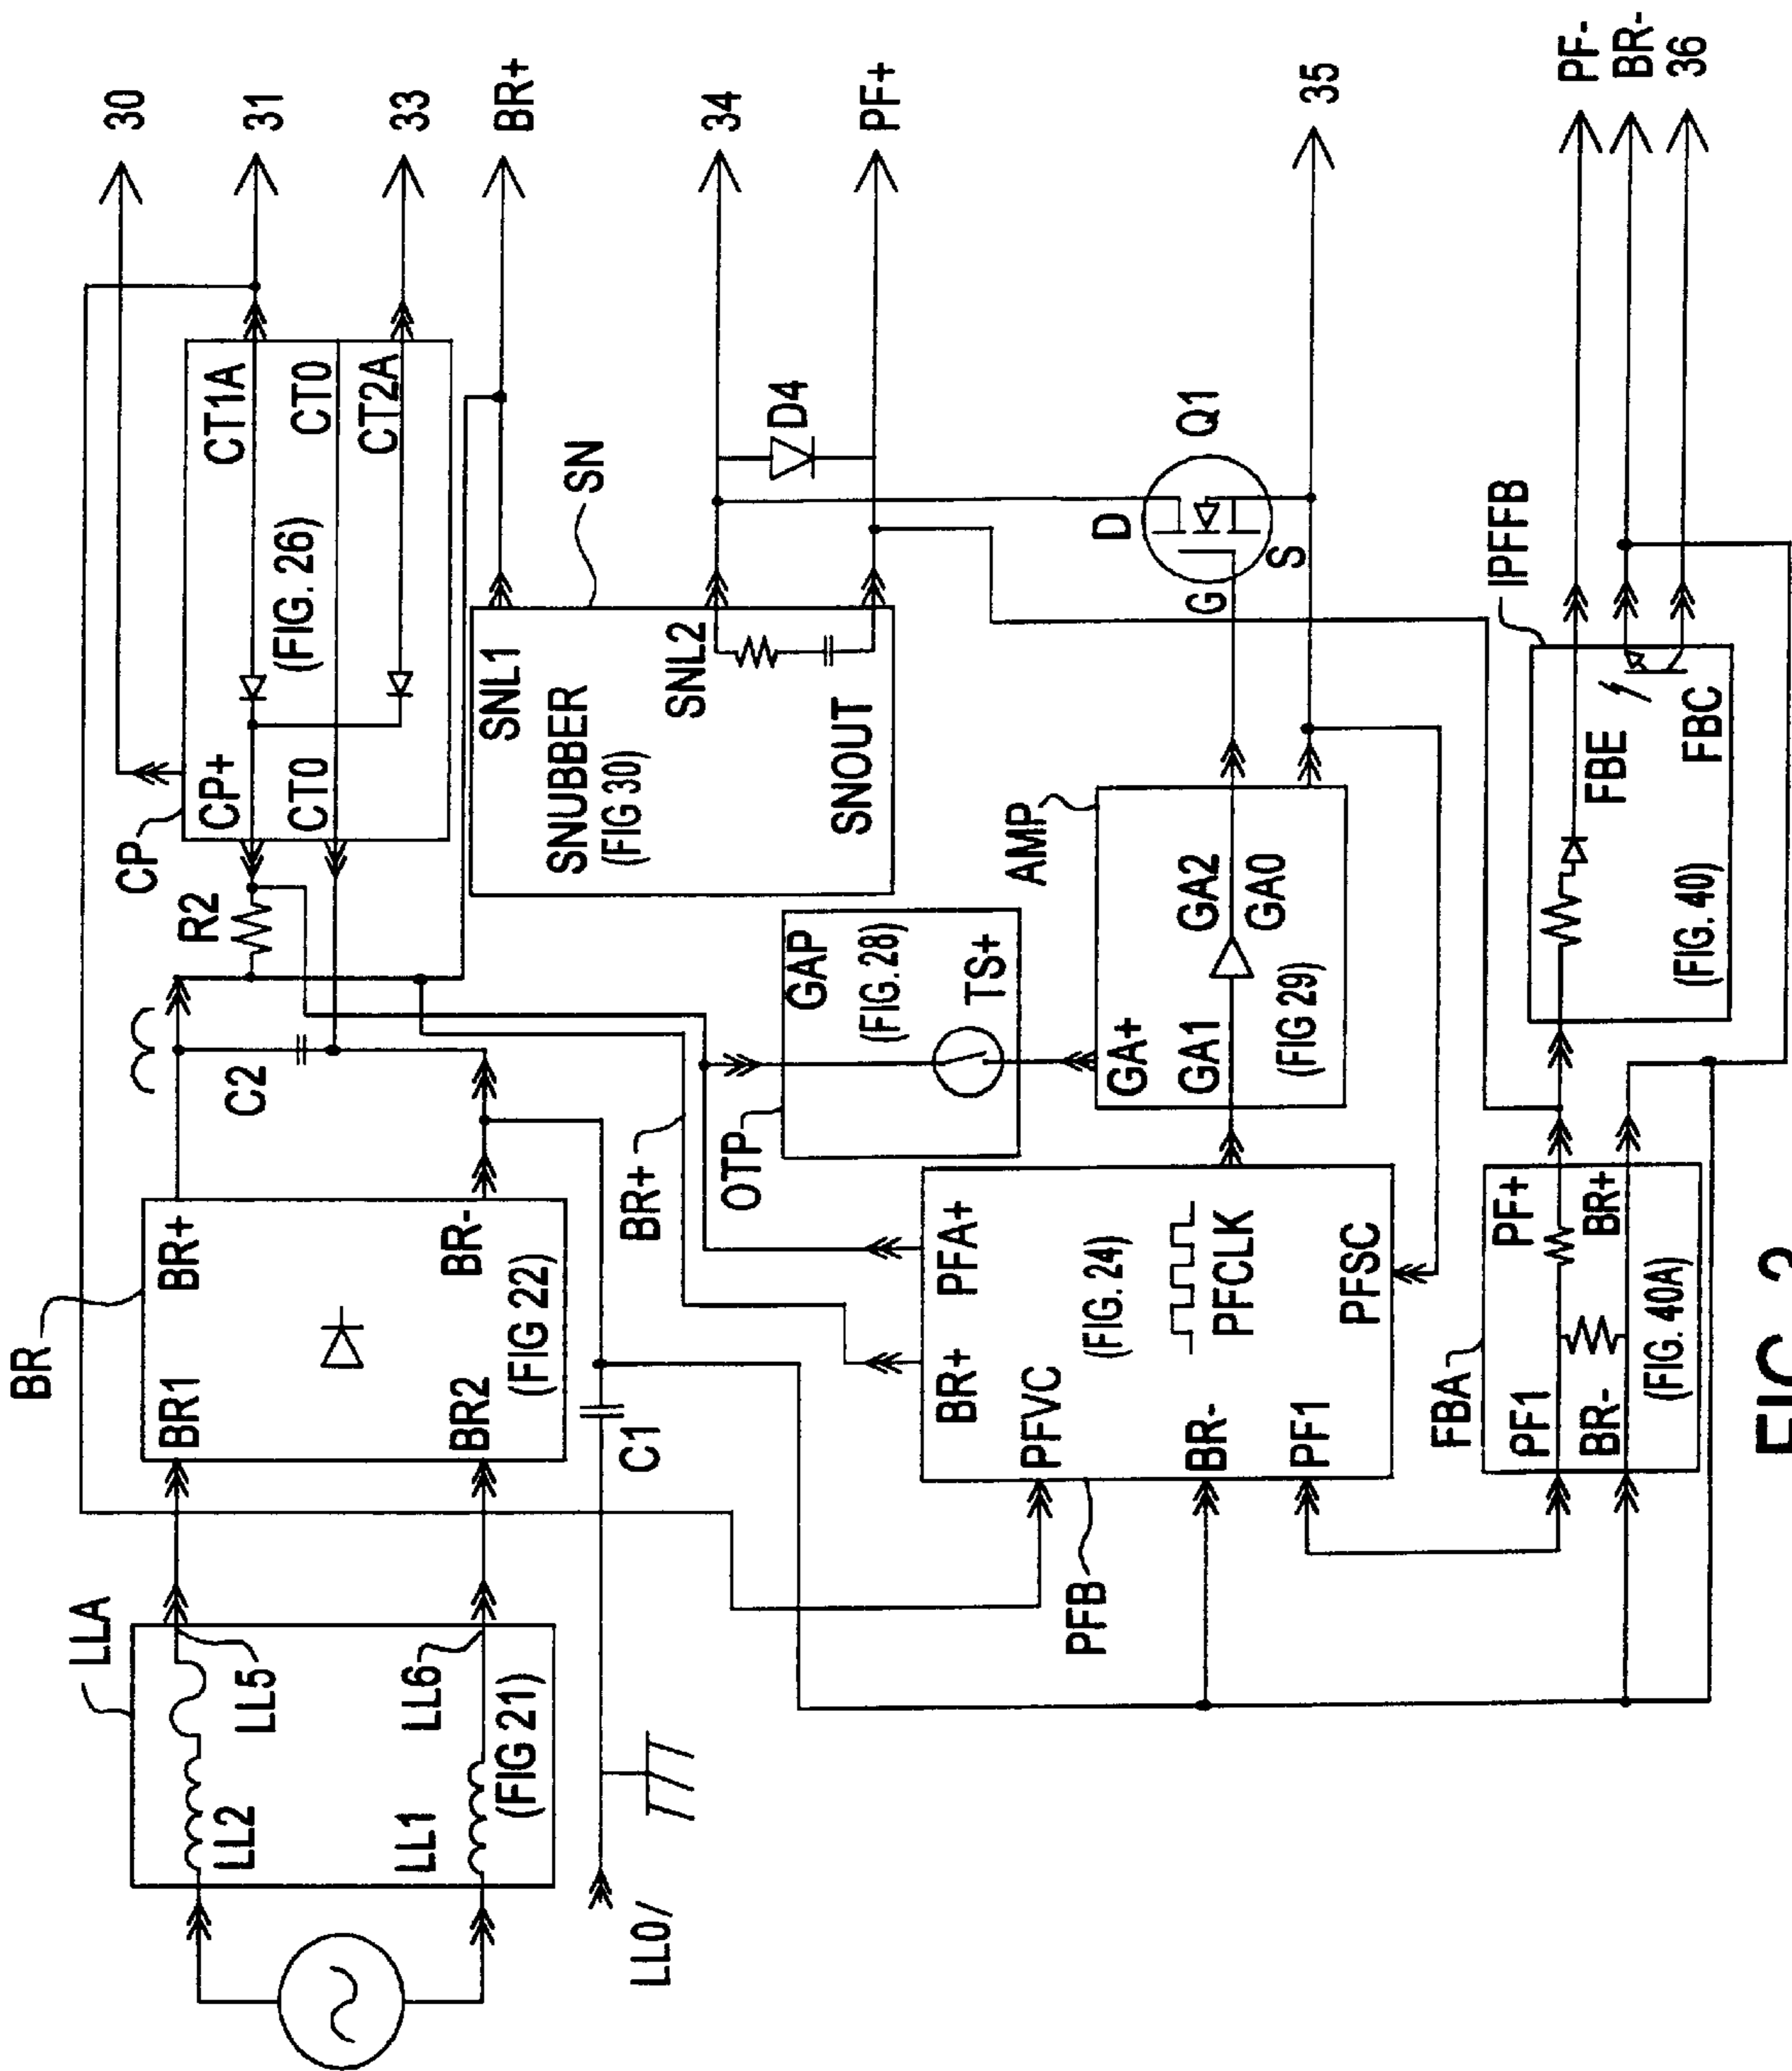 30
31
33
BR+
34
PF+
35
PF-
BR-
36
CT1A
CT0
CT2A
(FIG. 26)
CP+
CT0
CP
R2
SN
SNL1
SNL2
SNUBBER
(FIG 30)
SNOUT
D4
Q1
D
G
S
IPFFB
FBE
FBC
(FIG. 40)
AMP
GA2
GA0
GA+
GA1
(FIG 29)
GAP
(FIG. 28)
TS+
OTP
C2
BR+
BR
BR+
BR-
BR1
BR2
(FIG 22)
C1
PFA+
BR+
(FIG. 24)
PFCLK
PFSC
PFVC
BR-
PF1
PFB
FBA
PF+
BR+
PF1
BR-
(FIG. 40A)
LLA
LL5
LL6
LL2
LL1
(FIG 21)
LL0/
FIG